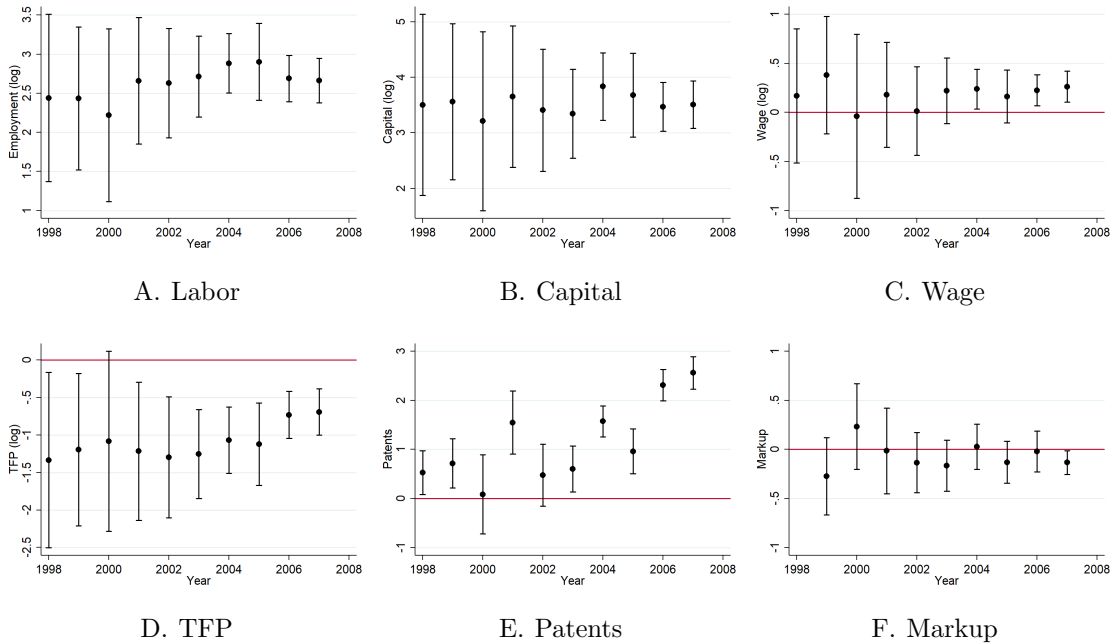 Employment (log)
3.5
3
2.5
2
1.5
1
1998 2000 2002 2004 2006 2008
Year
A. Labor
Capital (log)
5
4
3
2
1998 2000 2002 2004 2006 2008
Year
B. Capital
Wage (log)
1
.5
0
-.5
-1
1998 2000 2002 2004 2006 2008
Year
C. Wage
TFP (log)
0
-.5
-1
-1.5
-2
-2.5
1998 2000 2002 2004 2006 2008
Year
D. TFP
Patents
3
2
1
0
-1
1998 2000 2002 2004 2006 2008
Year
E. Patents
Markup
1
.5
0
-.5
-1
1998 2000 2002 2004 2006 2008
Year
F. Markup